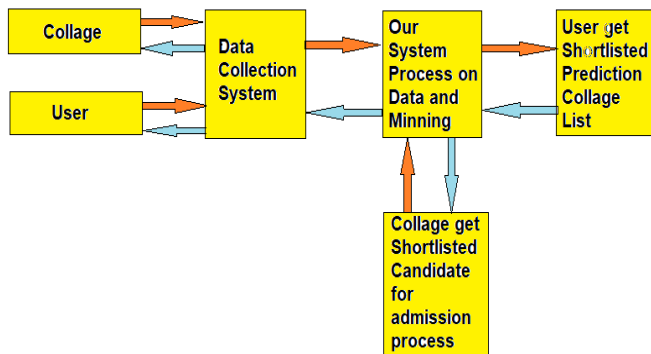 Collage
User
Data
Collection
System
Our
System
Process on
Data and
Minning
User get
Shortlisted
Prediction
Collage
List
Collage get
Shortlisted
Candidate
for
admission
process